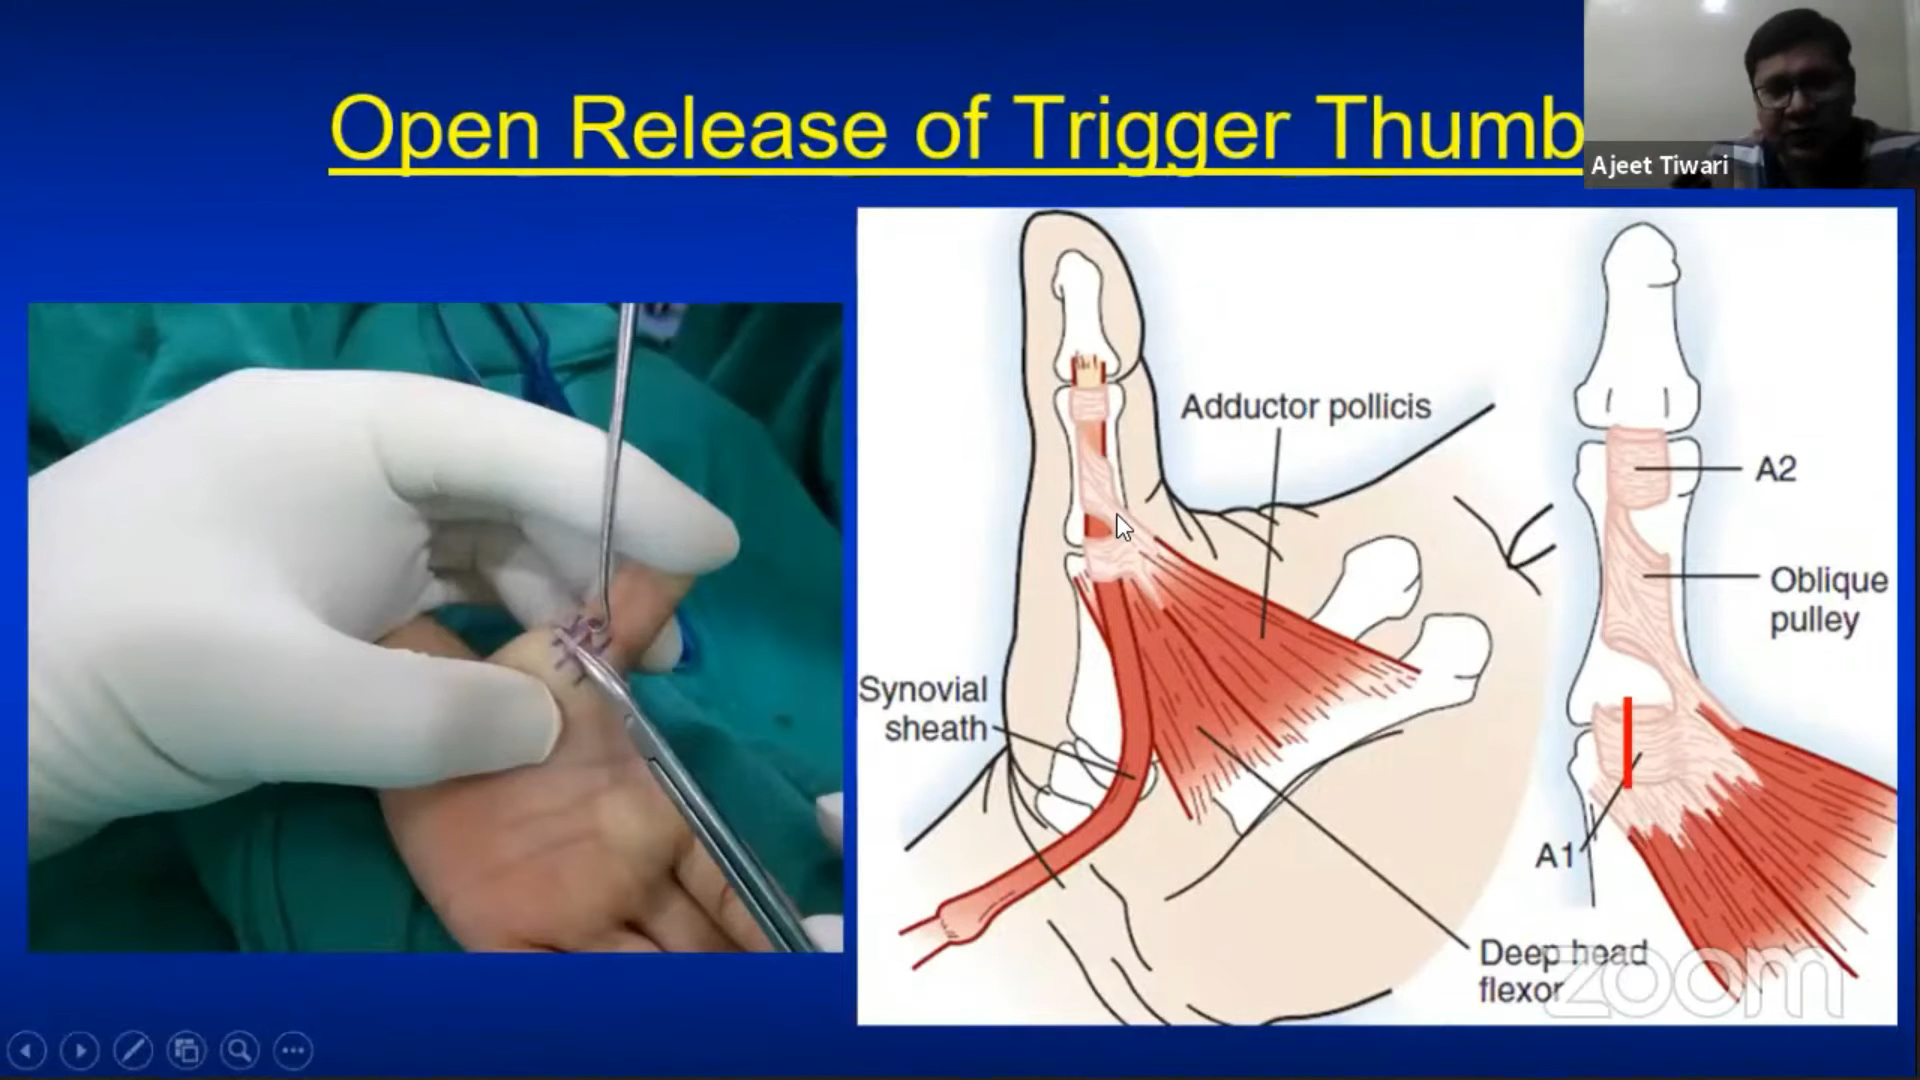 Open Release of Trigger Thumb
Ajeet Tiwari
Adductor pollicis
A2
Oblique
pulley
Synovial
sheath
A1
Deep head
flexor
zoom